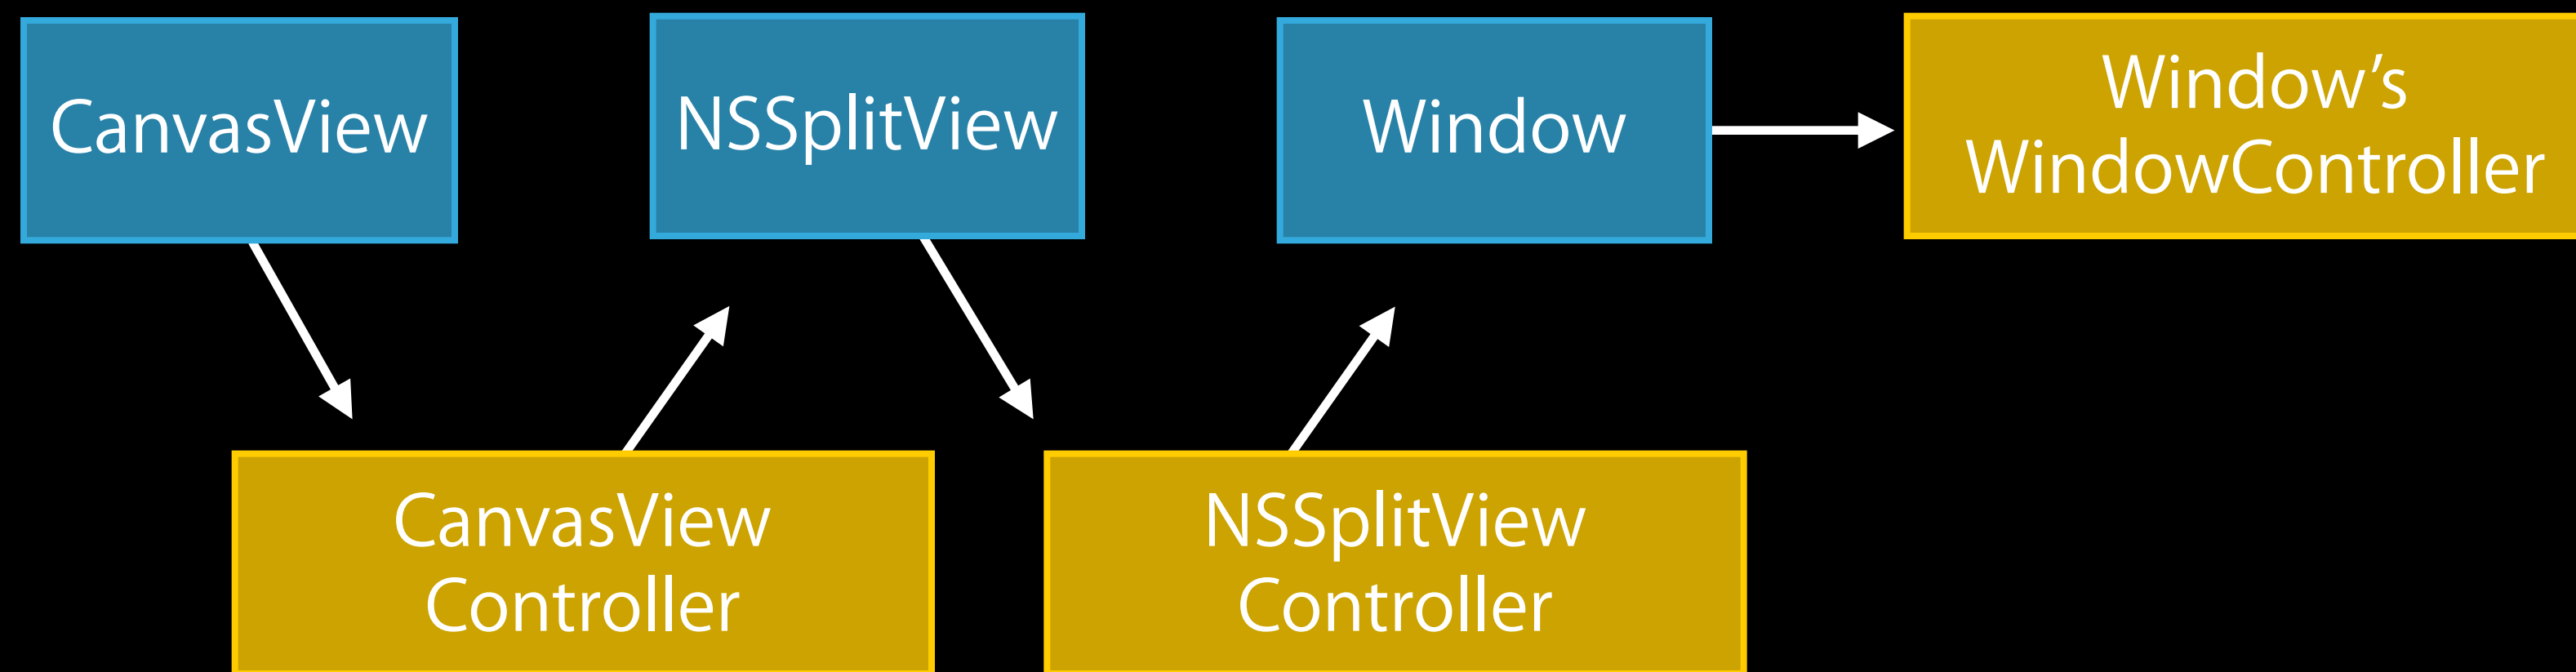 CanvasView
NSSplitView
Window
Window’s
WindowController
CanvasView
Controller
NSSplitView
Controller